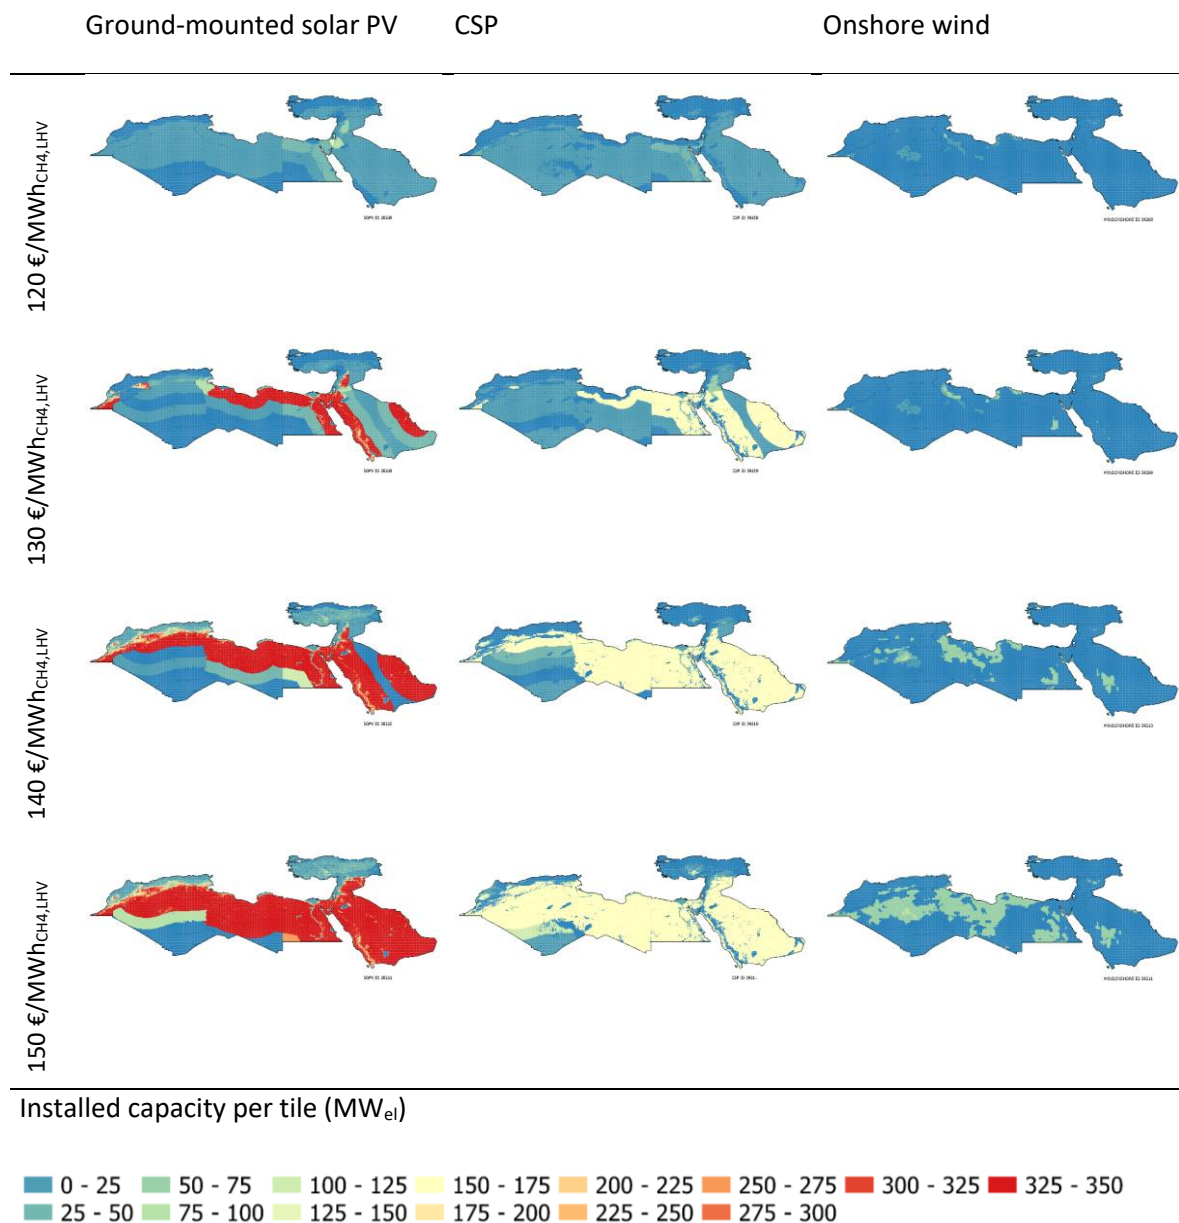 Ground-mounted solar PV CSP Onshore wind
120 €/MWhCH4,LHV
130 €/MWhCH4,LHV
140 €/MWhCH4,LHV
150 €/MWhCH4,LHV
Installed capacity per tile (MWel)
0 - 25 50 - 75 100 - 125 150 - 175 200 - 225 250 - 275 300 - 325 325 - 350
25 - 50 75 - 100 125 - 150 175 - 200 225 - 250 275 - 300